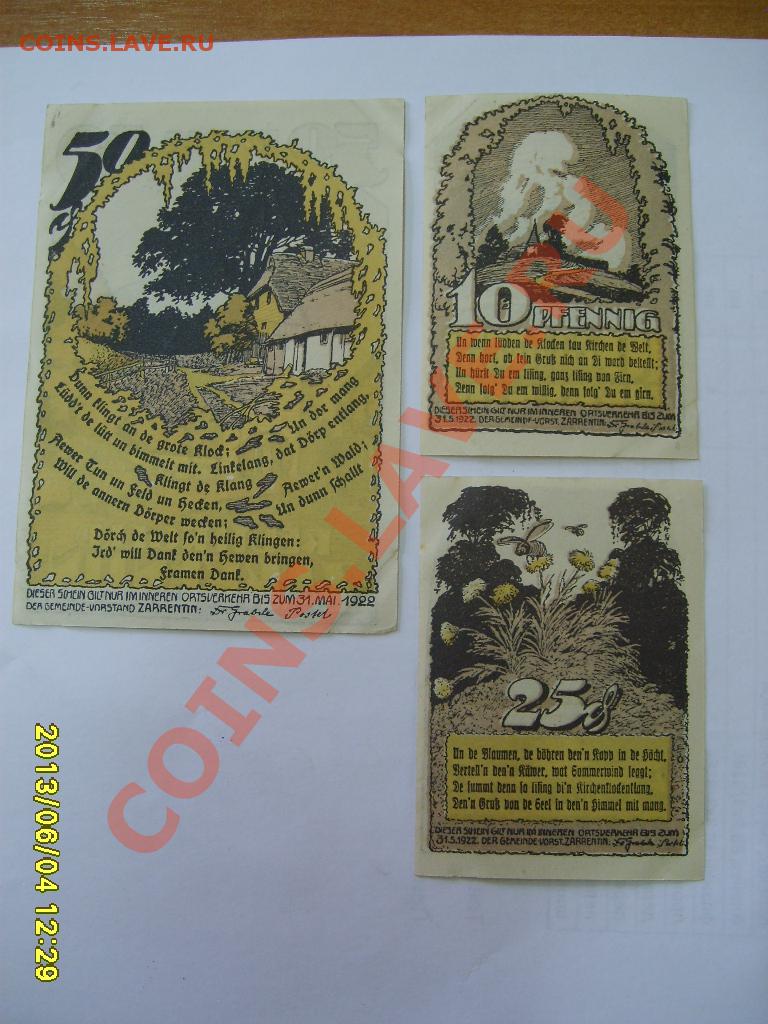 COINS.LAVE.RU
50
Dunn klingt an de grote Klock;
Lüdd't de lütt un bimmelt mit.
Un dor mang
Linkelang, dat Dörp entlang,
Klingt de Klang
Aewer Tun un Feld un Hecken,
Aewer'n Wald;
Will de annern Dörper wecken;
Un dunn schallt
Dörch de Welt so'n heilig Klingen:
Ird' will Dank den'n Hewen bringen,
Framen Dank.
DIESER SCHEIN GILT NUR IM INNEREN ORTSVERKEHR BIS ZUM 31. MAI. 1922
DER GEMEINDE-VORSTAND ZARRENTIN:
10 PFENNIG
Un wenn lüdden de Klocken tau Kirchen de Welt,
Denn horf, ob kein Gruß nich an Di ward bestellt;
Un hürst Du em lising, ganz lising von Firn,
Denn folg' Du em willig, denn folg' Du em girn.
DIESER SCHEIN GILT NUR IM INNEREN ORTSVERKEHR BIS ZUM
31.5.1922. DER GEMEINDE-VORST. ZARRENTIN:
25
Un de Blaumen, de böhren den'n Kopp in de Höcht,
Vertell'n den'n Käwer, wat Sommerwind seggt;
De summt denn so lising bi'n Kirchenklockenklang,
Den'n Gruß von de Seel in den'n Himmel mit mang.
DIESER SCHEIN GILT NUR IM INNEREN ORTSVERKEHR BIS ZUM
31.5.1922. DER GEMEINDE-VORST. ZARRENTIN:
COINS.LAVE.RU
2013/06/04 12:29